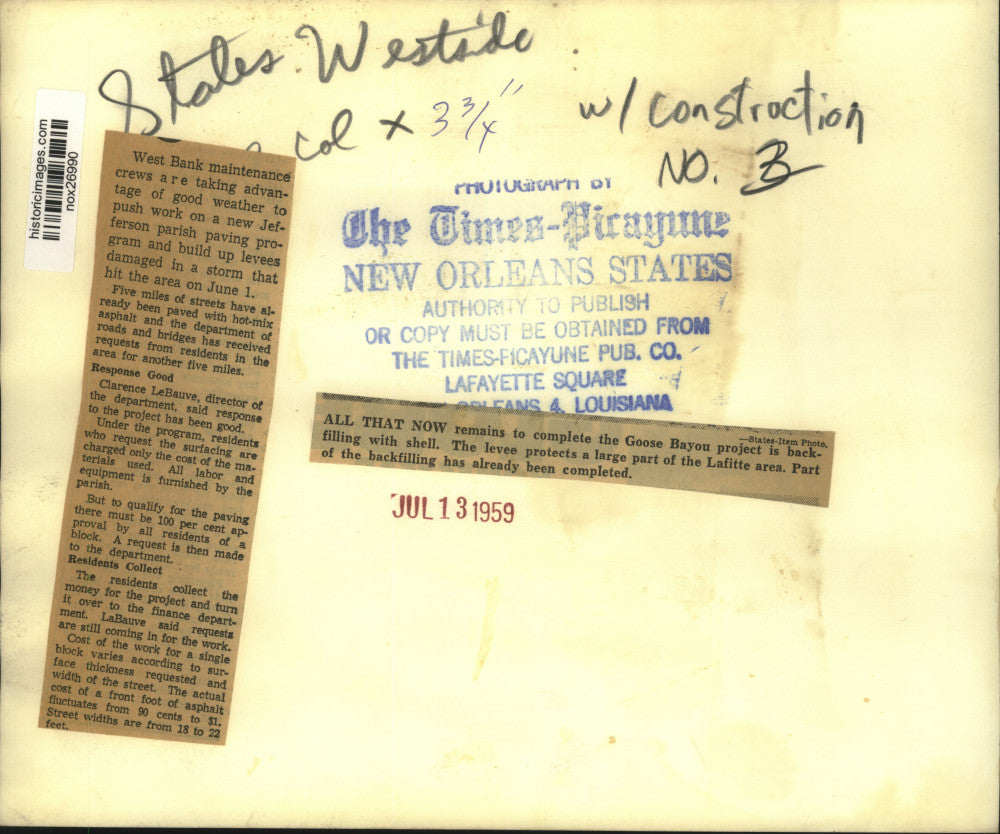 States Westside
col x 3 3/4"
w/ construction
NO. 3
historicimages.com
nox26990
West Bank maintenance
crews are taking advan-
tage of good weather to
push work on a new Jef-
ferson parish paving pro-
gram and build up levees
damaged in a storm that
hit the area on June 1.
Five miles of streets have al-
ready been paved with hot-mix
asphalt and the department of
roads and bridges has received
requests from residents in the
area for another five miles.
Response Good
Clarence LeBauve, director of
the department, said response
to the project has been good.
Under the program, residents
who request the surfacing are
charged only the cost of the ma-
terials used. All labor and
equipment is furnished by the
parish.
But to qualify for the paving
there must be 100 per cent ap-
proval by all residents of a
block. A request is then made
to the department.
Residents Collect
The residents collect the
money for the project and turn
it over to the finance depart-
ment. LaBauve said requests
are still coming in for the work.
Cost of the work for a single
block varies according to sur-
face thickness requested and
width of the street. The actual
cost of a front foot of asphalt
fluctuates from 90 cents to $1.
Street widths are from 18 to 22
feet.
PHOTOGRAPH BY
The Times-Picayune
NEW ORLEANS STATES
AUTHORITY TO PUBLISH
OR COPY MUST BE OBTAINED FROM
THE TIMES-PICAYUNE PUB. CO.
LAFAYETTE SQUARE
ORLEANS 4, LOUISIANA
—States-Item Photo.
ALL THAT NOW remains to complete the Goose Bayou project is back-
filling with shell. The levee protects a large part of the Lafitte area. Part
of the backfilling has already been completed.
JUL 13 1959